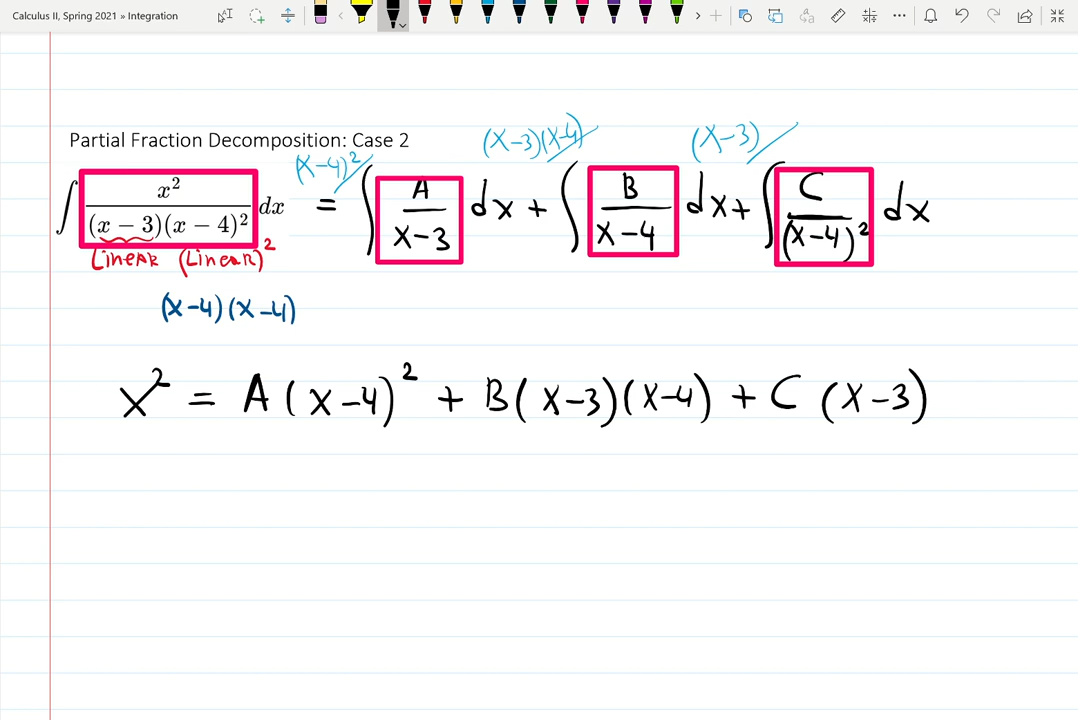 Calculus II, Spring 2021 » Integration
Partial Fraction Decomposition: Case 2
(x-4)² (x-3)(x-4) (x-3)
∫ x²/((x − 3)(x − 4)²) dx = ∫ A/(x-3) dx + ∫ B/(x-4) dx + ∫ C/(x-4)² dx
Linear (Linear)²
(x-4)(x-4)
x² = A(x-4)² + B(x-3)(x-4) + C(x-3)